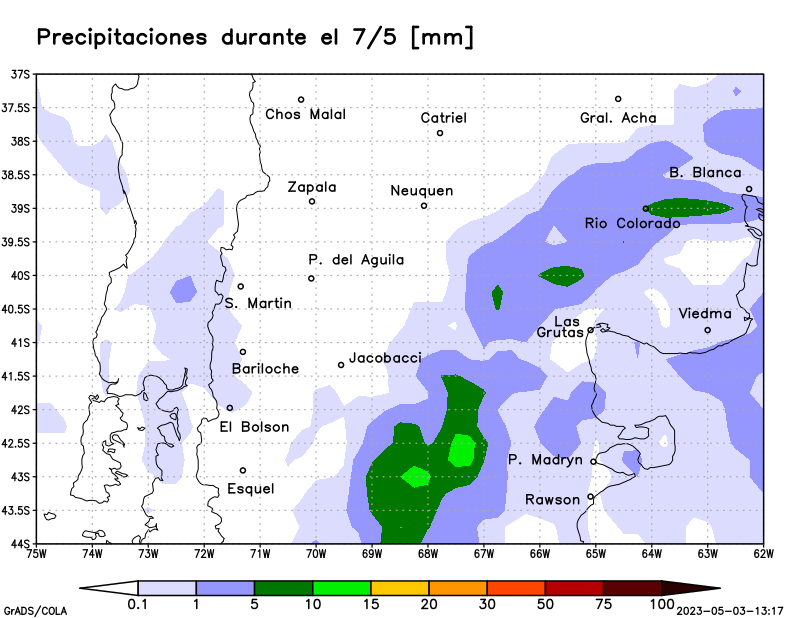 Precipitaciones durante el 7/5 [mm]
37S
37.5S
Chos Malal
Catriel
Gral. Acha
38S
38.5S
B. Blanca
Zapala
Neuquen
39S
Rio Colorado
39.5S
P. del Aguila
40S
S. Martin
40.5S
Las
Grutas
Viedma
41S
Jacobacci
Bariloche
41.5S
42S
El Bolson
42.5S
P. Madryn
43S
Esquel
Rawson
43.5S
44S
75W 74W 73W 72W 71W 70W 69W 68W 67W 66W 65W 64W 63W 62W
0.1 1 5 10 15 20 30 50 75 100
GrADS/COLA
2023-05-03-13:17